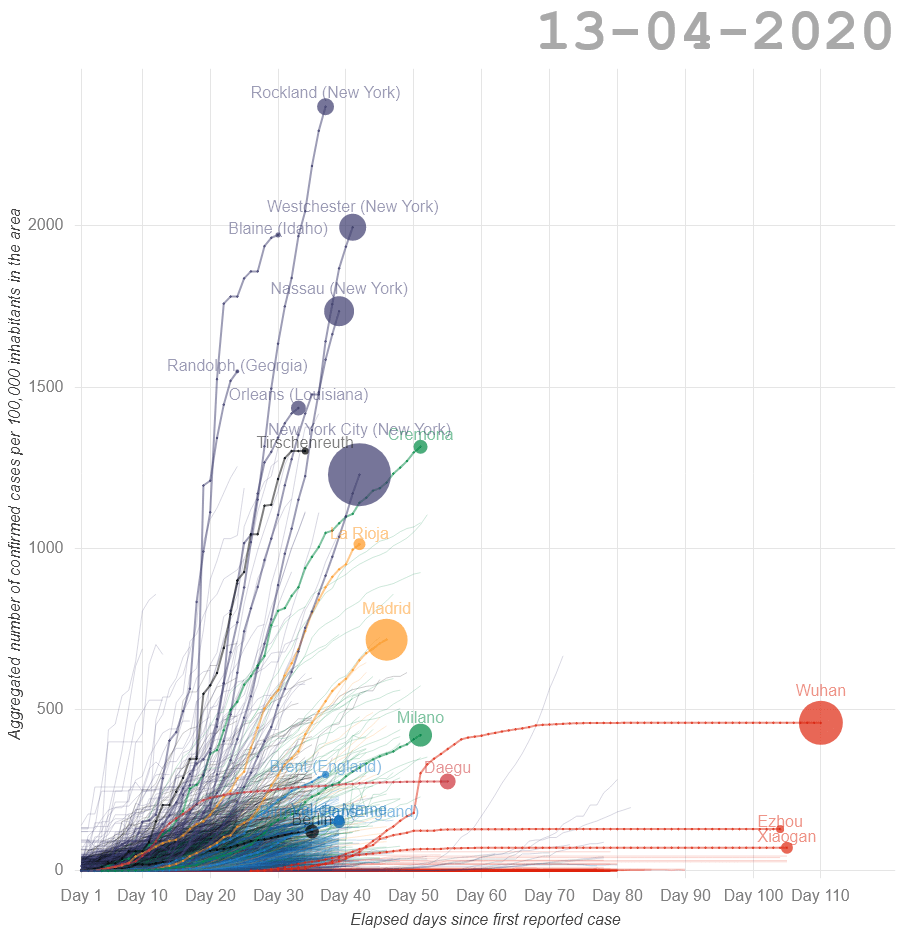 13-04-2020
Rockland (New York)
Westchester (New York)
Blaine (Idaho)
Nassau (New York)
Randolph (Georgia)
Orleans (Louisiana)
New York City (New York)
Cremona
Tirschenreuth
La Rioja
Madrid
Wuhan
Milano
Brent (England)
Daegu
Berlin
Ezhou
Xiaogan
Aggregated number of confirmed cases per 100,000 inhabitants in the area
2000
1500
1000
500
0
Day 1 Day 10 Day 20 Day 30 Day 40 Day 50 Day 60 Day 70 Day 80 Day 90 Day 100 Day 110
Elapsed days since first reported case